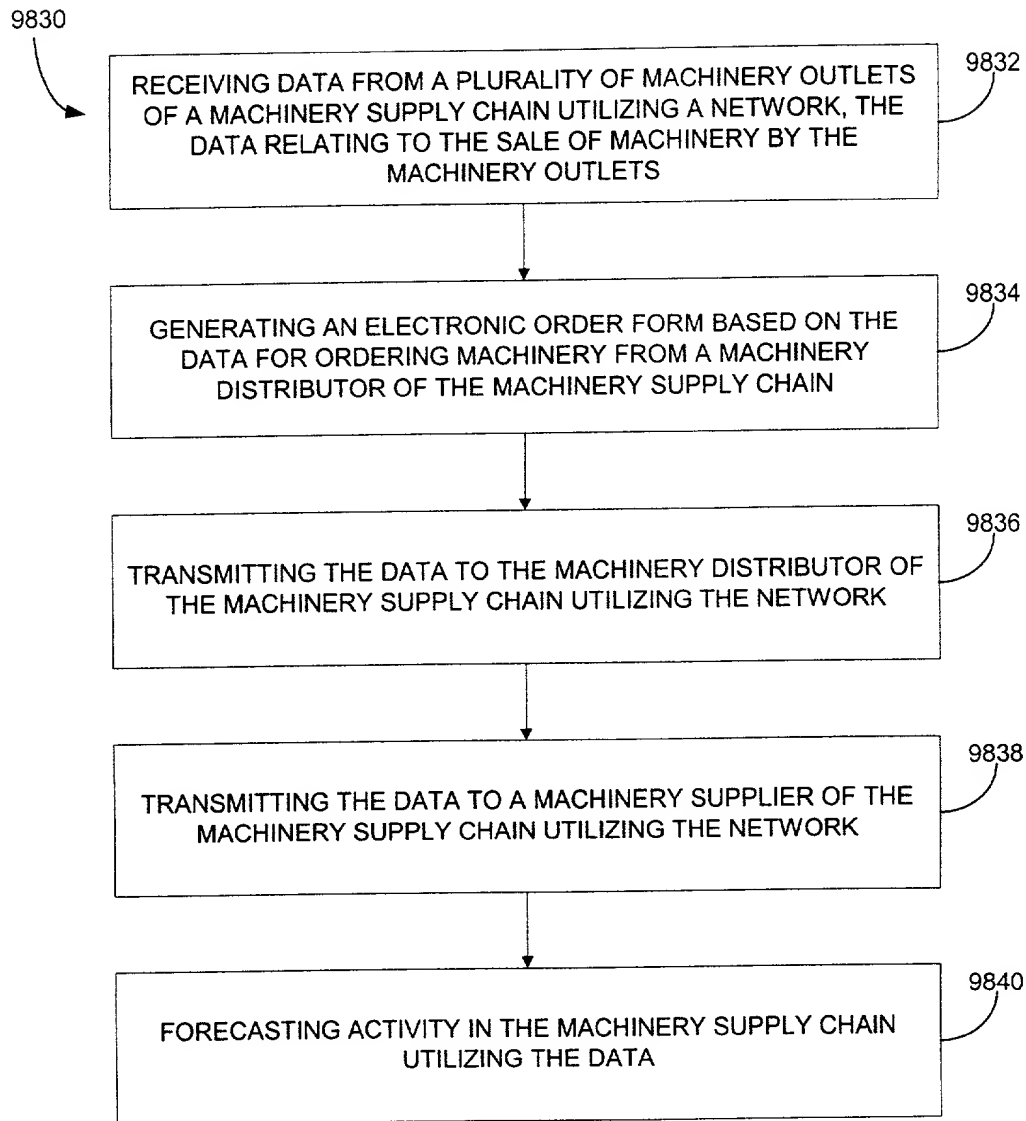 9830
9832
RECEIVING DATA FROM A PLURALITY OF MACHINERY OUTLETS
OF A MACHINERY SUPPLY CHAIN UTILIZING A NETWORK, THE
DATA RELATING TO THE SALE OF MACHINERY BY THE
MACHINERY OUTLETS
9834
GENERATING AN ELECTRONIC ORDER FORM BASED ON THE
DATA FOR ORDERING MACHINERY FROM A MACHINERY
DISTRIBUTOR OF THE MACHINERY SUPPLY CHAIN
9836
TRANSMITTING THE DATA TO THE MACHINERY DISTRIBUTOR OF
THE MACHINERY SUPPLY CHAIN UTILIZING THE NETWORK
9838
TRANSMITTING THE DATA TO A MACHINERY SUPPLIER OF THE
MACHINERY SUPPLY CHAIN UTILIZING THE NETWORK
9840
FORECASTING ACTIVITY IN THE MACHINERY SUPPLY CHAIN
UTILIZING THE DATA